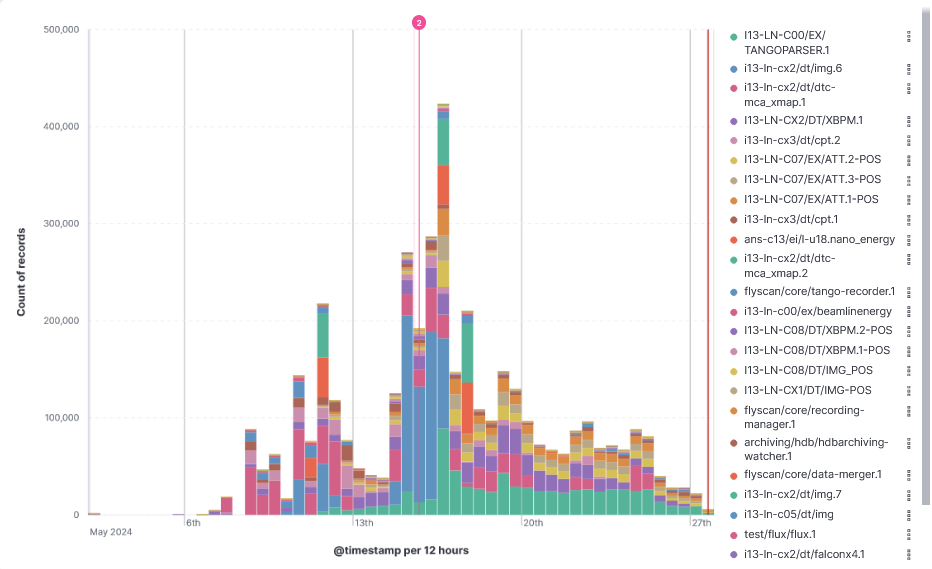 2
500,000
400,000
300,000
200,000
100,000
0
Count of records
6th
13th
20th
27th
May 2024
@timestamp per 12 hours
I13-LN-C00/EX/
TANGOPARSER.1
i13-ln-cx2/dt/img.6
i13-ln-cx2/dt/dtc-
mca_xmap.1
I13-LN-CX2/DT/XBPM.1
i13-ln-cx3/dt/cpt.2
I13-LN-C07/EX/ATT.2-POS
I13-LN-C07/EX/ATT.3-POS
I13-LN-C07/EX/ATT.1-POS
i13-ln-cx3/dt/cpt.1
ans-c13/ei/l-u18.nano_energy
i13-ln-cx2/dt/dtc-
mca_xmap.2
flyscan/core/tango-recorder.1
i13-ln-c00/ex/beamlinenergy
I13-LN-C08/DT/XBPM.2-POS
I13-LN-C08/DT/XBPM.1-POS
I13-LN-C08/DT/IMG_POS
I13-LN-CX1/DT/IMG-POS
flyscan/core/recording-
manager.1
archiving/hdb/hdbarchiving-
watcher.1
flyscan/core/data-merger.1
i13-ln-cx2/dt/img.7
i13-ln-c05/dt/img
test/flux/flux.1
i13-ln-cx2/dt/falconx4.1